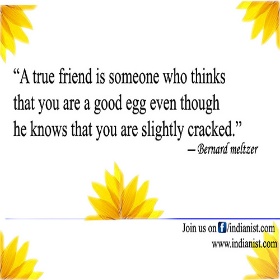 “A true friend is someone who thinks
that you are a good egg even though
he knows that you are slightly cracked.”
— Bernard meltzer
Join us on f/indianist.com
www.indianist.com